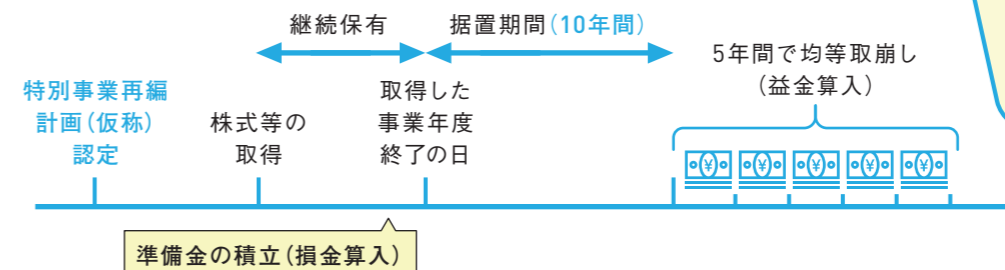 継続保有
据置期間(10年間)
5年間で均等取崩し
(益金算入)
特別事業再編
計画(仮称)
認定
株式等の
取得
取得した
事業年度
終了の日
¥ ¥ ¥ ¥ ¥
準備金の積立(損金算入)